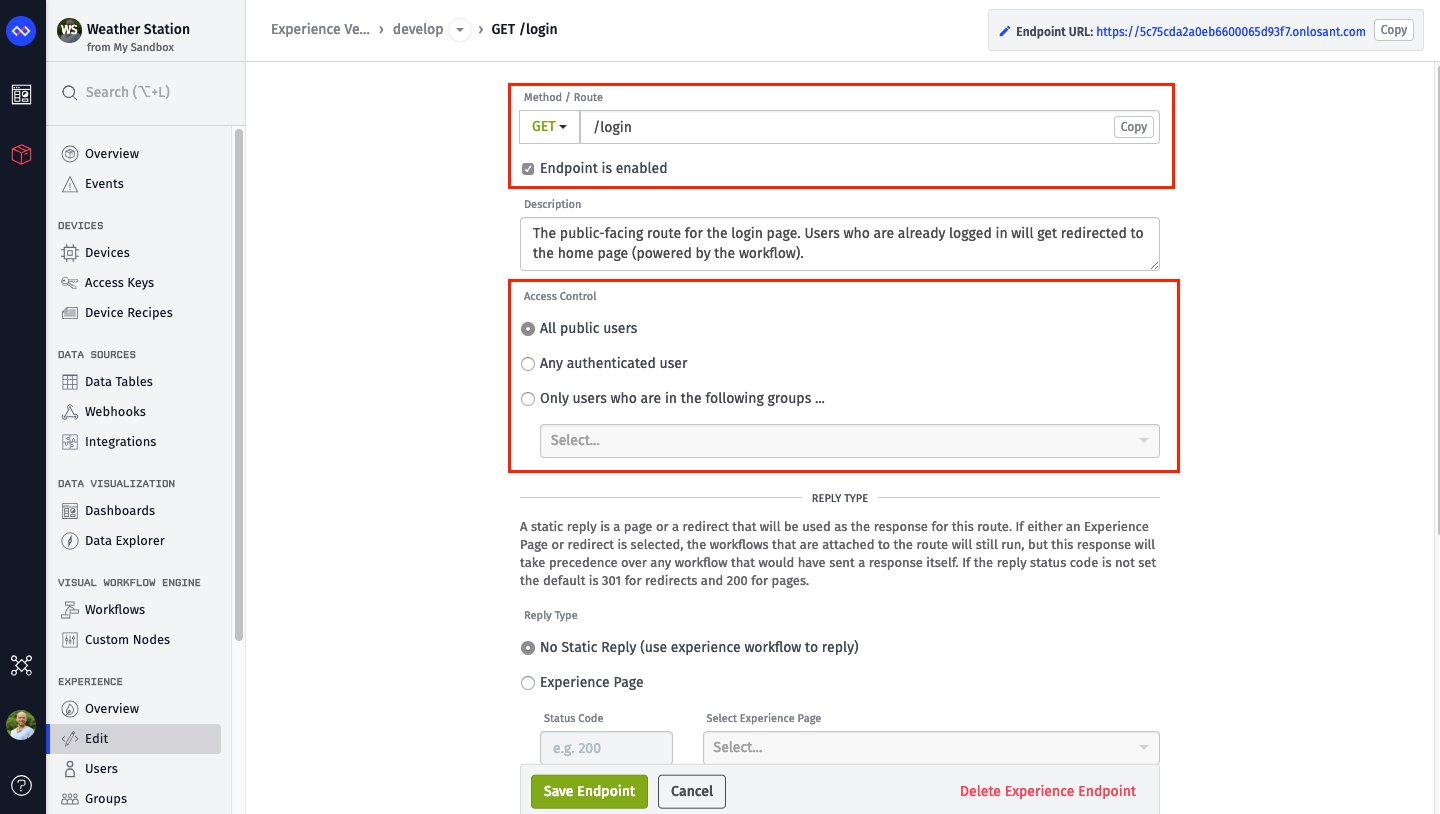 WS
Weather Station
from My Sandbox
Search (⌥+L)
Overview
Events
DEVICES
Devices
Access Keys
Device Recipes
DATA SOURCES
Data Tables
Webhooks
Integrations
DATA VISUALIZATION
Dashboards
Data Explorer
VISUAL WORKFLOW ENGINE
Workflows
Custom Nodes
EXPERIENCE
Overview
Edit
Users
Groups
Experience Ve... › develop › GET /login
Endpoint URL: https://5c75cda2a0eb6600065d93f7.onlosant.com Copy
Method / Route
GET /login Copy
Endpoint is enabled
Description
The public-facing route for the login page. Users who are already logged in will get redirected to
the home page (powered by the workflow).
Access Control
All public users
Any authenticated user
Only users who are in the following groups ...
Select...
REPLY TYPE
A static reply is a page or a redirect that will be used as the response for this route. If either an Experience
Page or redirect is selected, the workflows that are attached to the route will still run, but this response will
take precedence over any workflow that would have sent a response itself. If the reply status code is not set
the default is 301 for redirects and 200 for pages.
Reply Type
No Static Reply (use experience workflow to reply)
Experience Page
Status Code Select Experience Page
e.g. 200 Select...
Save Endpoint Cancel Delete Experience Endpoint